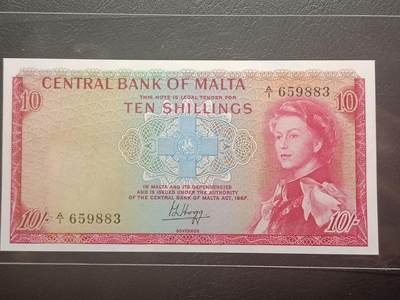 10
CENTRAL BANK OF MALTA
THIS NOTE IS LEGAL TENDER FOR
TEN SHILLINGS
A/1 659883
10
IN MALTA AND ITS DEPENDENCIES
AND IS ISSUED UNDER THE AUTHORITY
OF THE CENTRAL BANK OF MALTA ACT, 1967.
10/-
A/1 659883
GOVERNOR
10/-